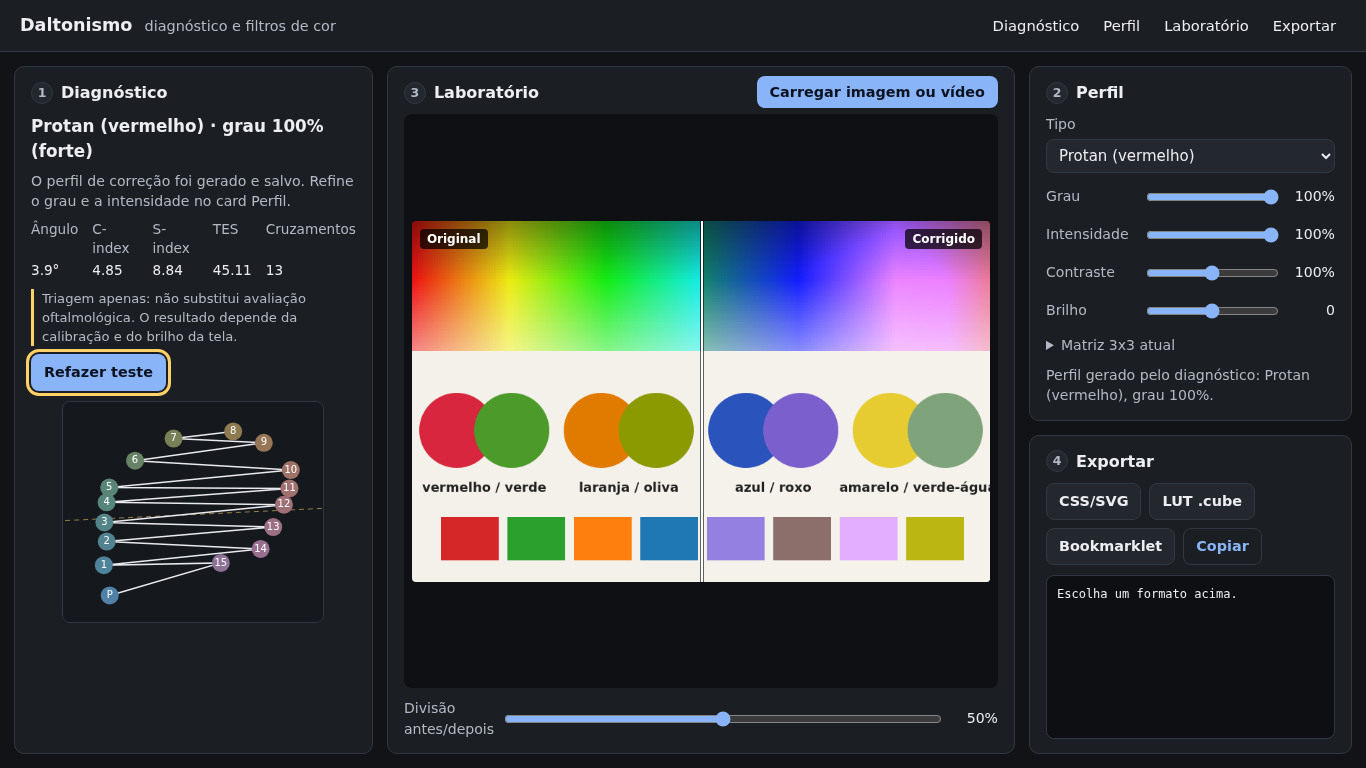 Daltonismo diagnóstico e filtros de cor
Diagnóstico Perfil Laboratório Exportar
1 Diagnóstico
Protan (vermelho) · grau 100%
(forte)
O perfil de correção foi gerado e salvo. Refine
o grau e a intensidade no card Perfil.
Ângulo C-index S-index TES Cruzamentos
3.9° 4.85 8.84 45.11 13
Triagem apenas: não substitui avaliação
oftalmológica. O resultado depende da
calibração e do brilho da tela.
Refazer teste
7 8 9
6 10
5 11
4 12
3 13
2 14
1 15
P
3 Laboratório
Carregar imagem ou vídeo
Original Corrigido
vermelho / verde laranja / oliva azul / roxo amarelo / verde-água
Divisão
antes/depois 50%
2 Perfil
Tipo
Protan (vermelho)
Grau 100%
Intensidade 100%
Contraste 100%
Brilho 0
Matriz 3x3 atual
Perfil gerado pelo diagnóstico: Protan
(vermelho), grau 100%.
4 Exportar
CSS/SVG LUT .cube
Bookmarklet Copiar
Escolha um formato acima.